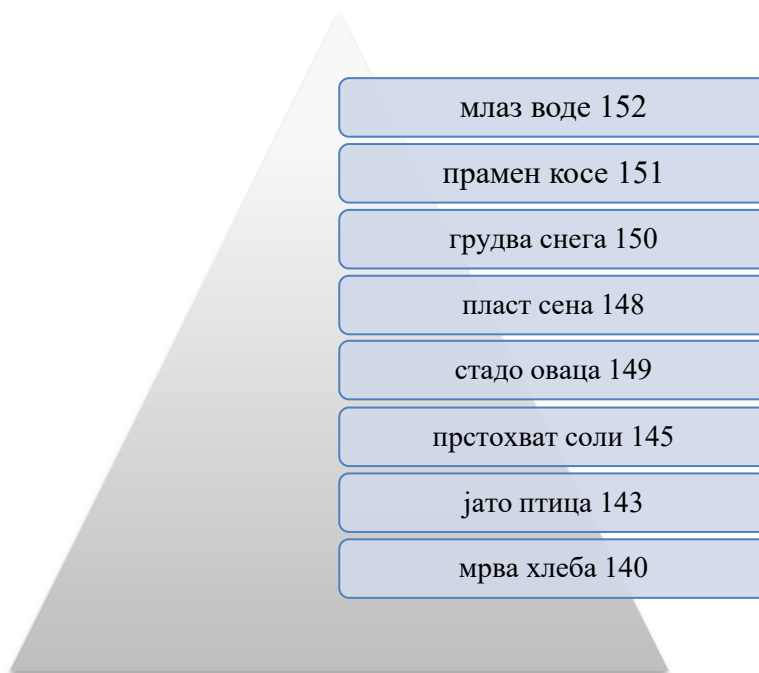 млаз воде 152
прамен косе 151
грудва снега 150
пласт сена 148
стадо оваца 149
прстохват соли 145
јато птица 143
мрва хлеба 140